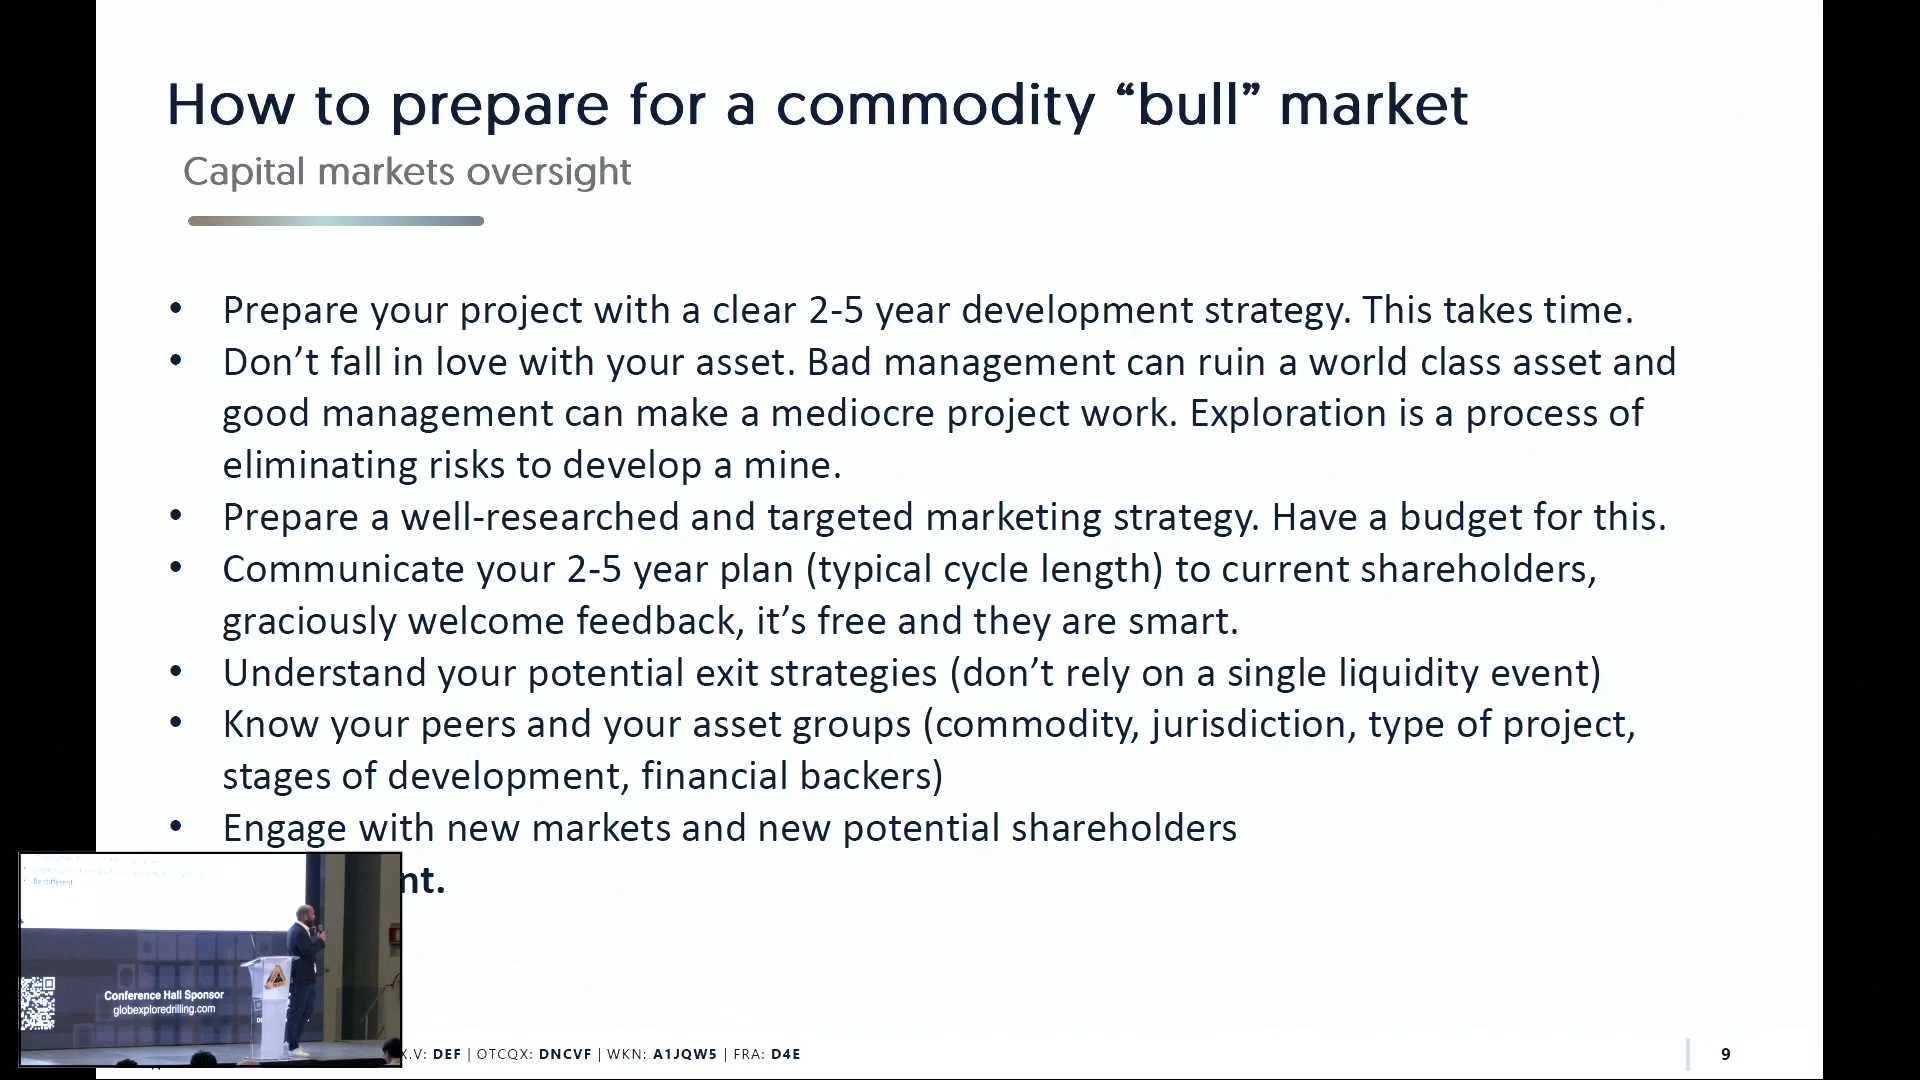 How to prepare for a commodity “bull” market
Capital markets oversight
• Prepare your project with a clear 2-5 year development strategy. This takes time.
• Don’t fall in love with your asset. Bad management can ruin a world class asset and
good management can make a mediocre project work. Exploration is a process of
eliminating risks to develop a mine.
• Prepare a well-researched and targeted marketing strategy. Have a budget for this.
• Communicate your 2-5 year plan (typical cycle length) to current shareholders,
graciously welcome feedback, it’s free and they are smart.
• Understand your potential exit strategies (don’t rely on a single liquidity event)
• Know your peers and your asset groups (commodity, jurisdiction, type of project,
stages of development, financial backers)
• Engage with new markets and new potential shareholders
nt.
Be different
Conference Hall Sponsor
globexploredrilling.com
X.V: DEF | OTCQX: DNCVF | WKN: A1JQW5 | FRA: D4E
9